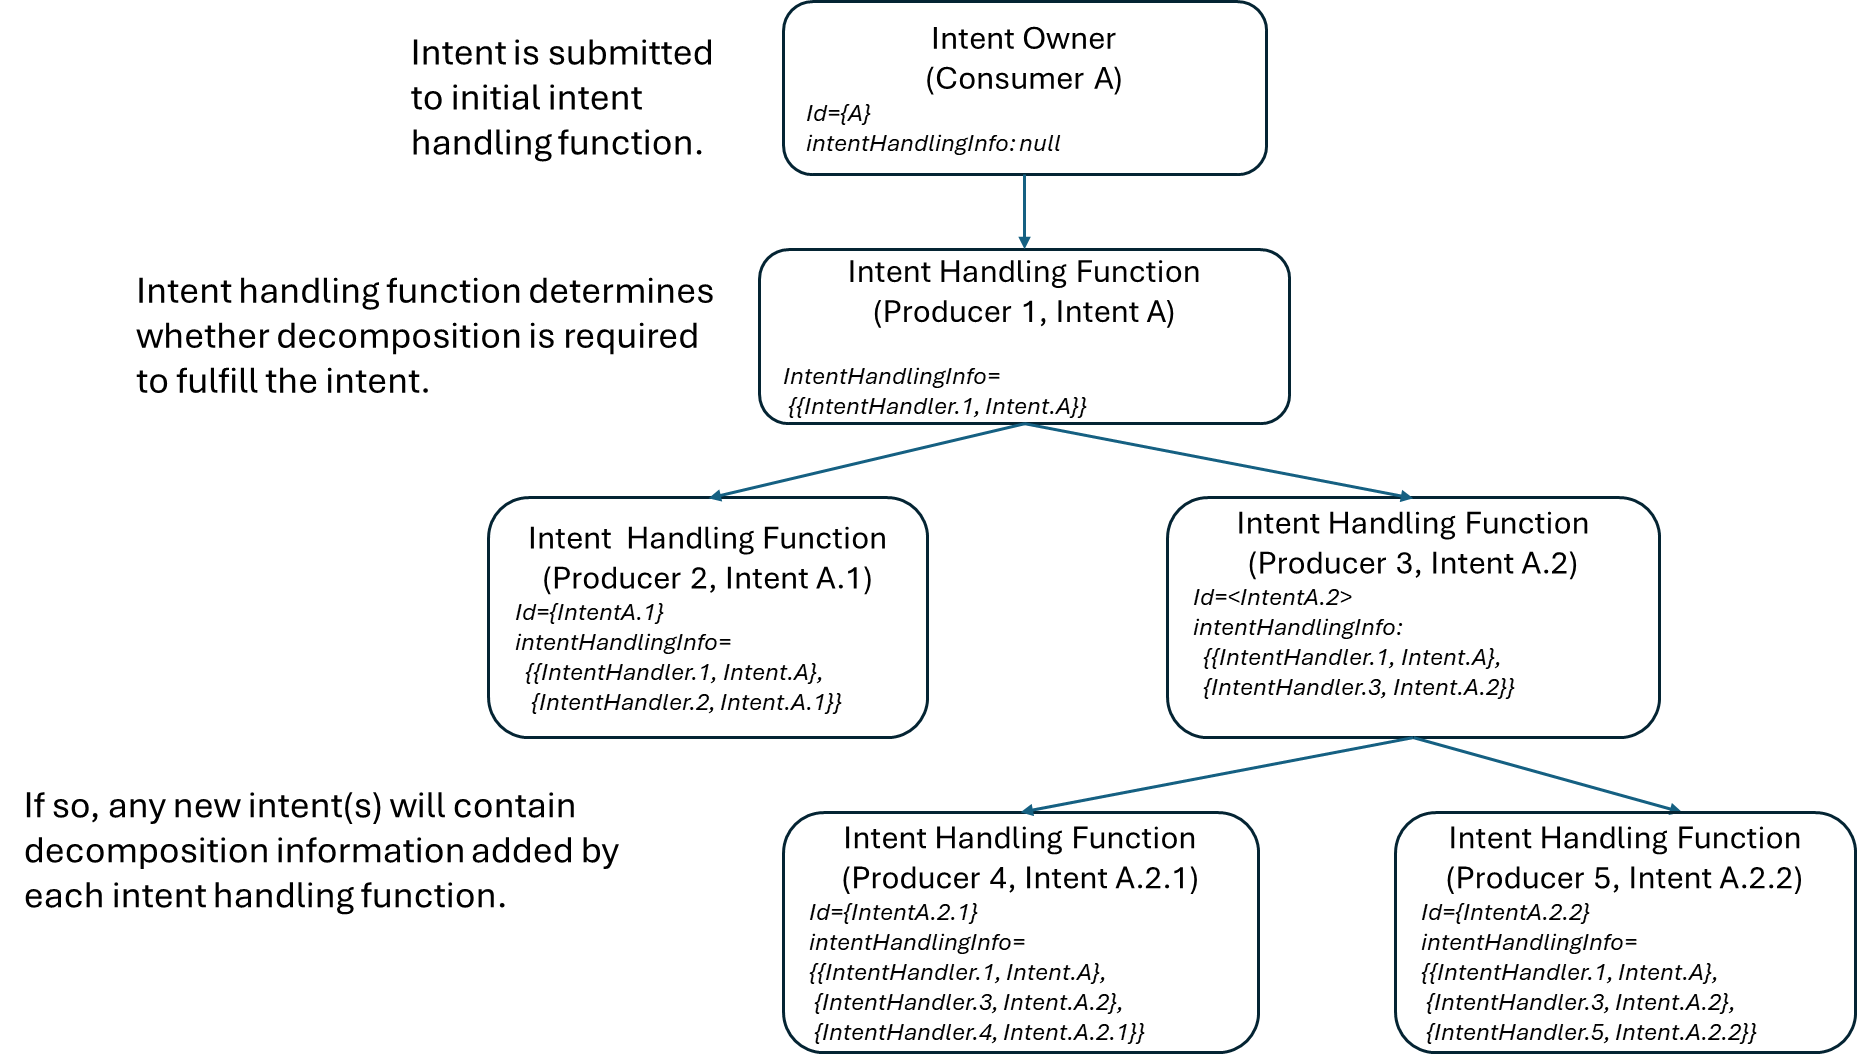 Intent is submitted
to initial intent
handling function.
Intent Owner
(Consumer A)
Id={A}
intentHandlingInfo: null
Intent handling function determines
whether decomposition is required
to fulfill the intent.
Intent Handling Function
(Producer 1, Intent A)
IntentHandlingInfo=
{{IntentHandler.1, Intent.A}}
Intent  Handling Function
(Producer 2, Intent A.1)
Id={IntentA.1}
intentHandlingInfo=
{{IntentHandler.1, Intent.A},
{IntentHandler.2, Intent.A.1}}
Intent Handling Function
(Producer 3, Intent A.2)
Id=<IntentA.2>
intentHandlingInfo:
{{IntentHandler.1, Intent.A},
{IntentHandler.3, Intent.A.2}}
If so, any new intent(s) will contain
decomposition information added by
each intent handling function.
Intent Handling Function
(Producer 4, Intent A.2.1)
Id={IntentA.2.1}
intentHandlingInfo=
{{IntentHandler.1, Intent.A},
{IntentHandler.3, Intent.A.2},
{IntentHandler.4, Intent.A.2.1}}
Intent Handling Function
(Producer 5, Intent A.2.2)
Id={IntentA.2.2}
intentHandlingInfo=
{{IntentHandler.1, Intent.A},
{IntentHandler.3, Intent.A.2},
{IntentHandler.5, Intent.A.2.2}}